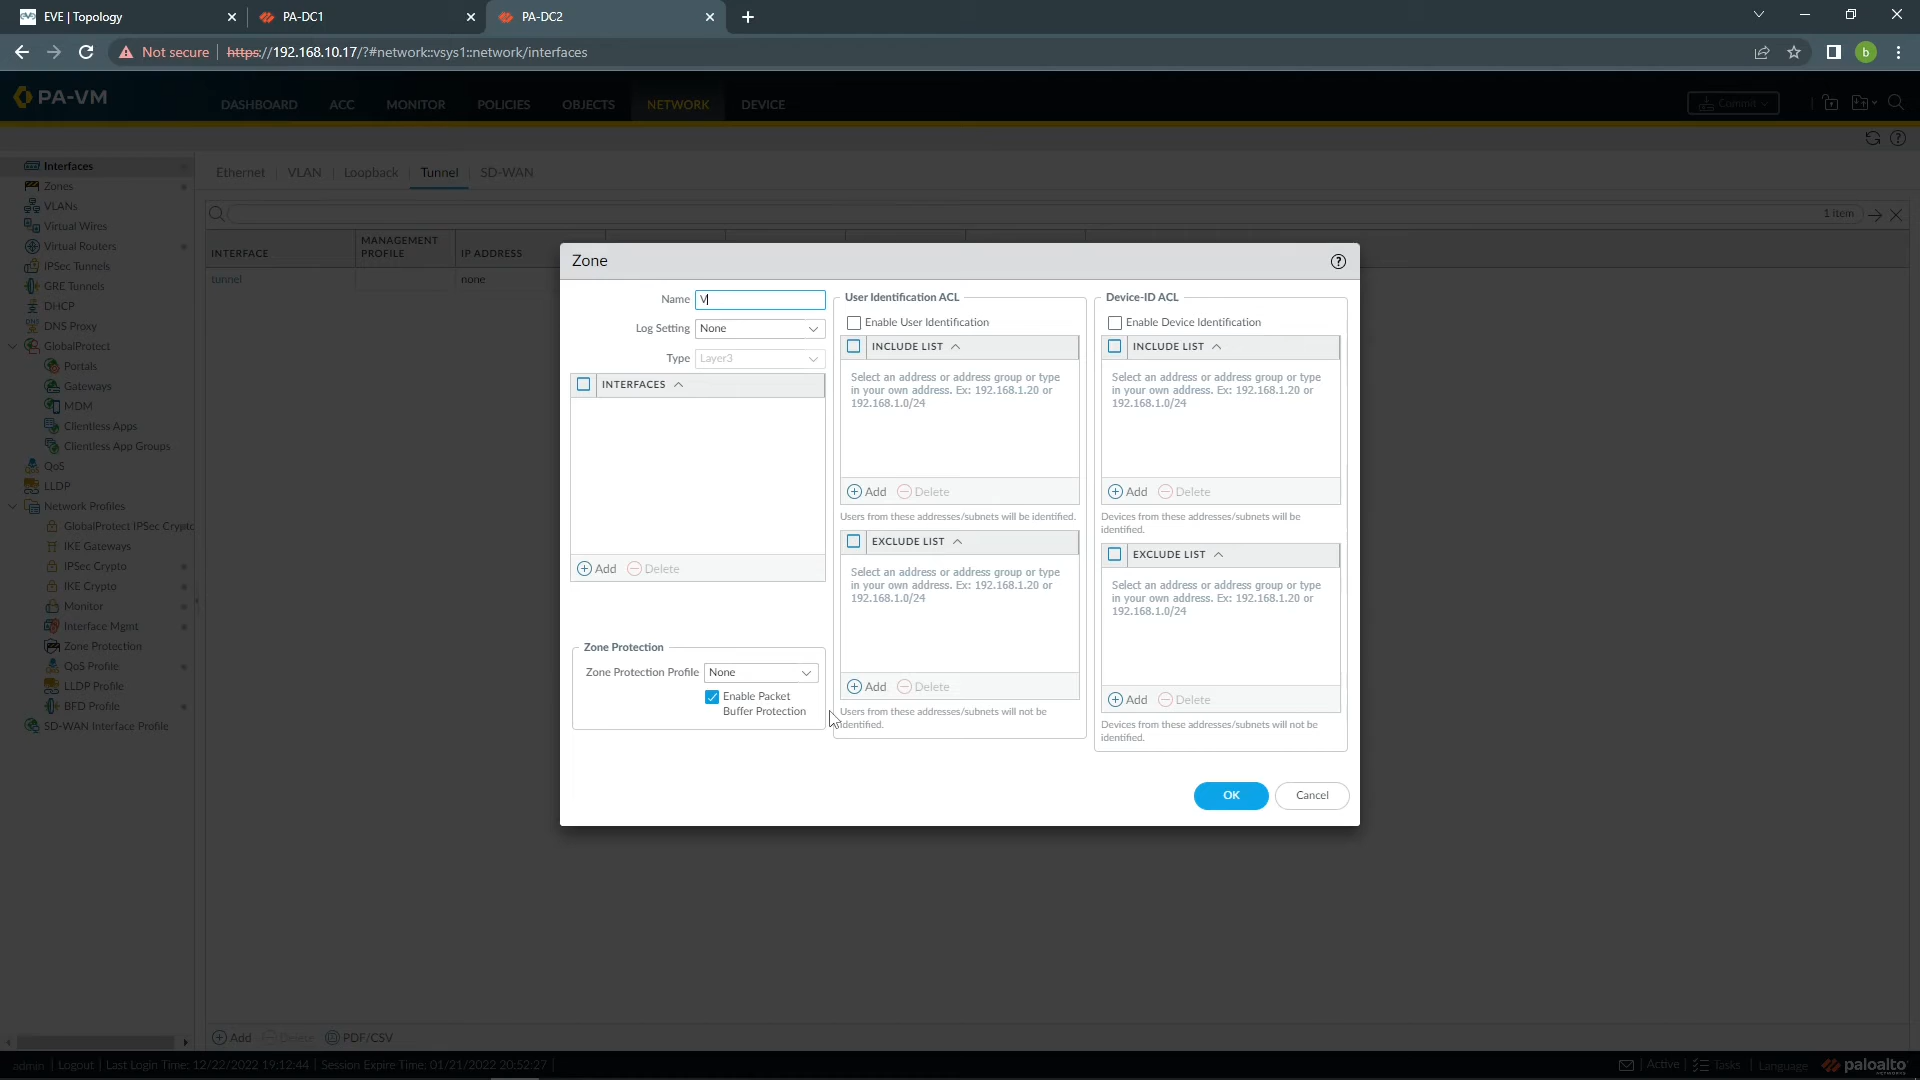 EVE | Topology
PA-DC1
PA-DC2
Not secure
https://192.168.10.17/?#network::vsys1::network/interfaces
b
PA-VM
DASHBOARD
ACC
MONITOR
POLICIES
OBJECTS
NETWORK
DEVICE
Commit
Interfaces
Zones
VLANs
Virtual Wires
Virtual Routers
IPSec Tunnels
GRE Tunnels
DHCP
DNS Proxy
GlobalProtect
Portals
Gateways
MDM
Clientless Apps
Clientless App Groups
QoS
LLDP
Network Profiles
GlobalProtect IPSec Crypto
IKE Gateways
IPSec Crypto
IKE Crypto
Monitor
Interface Mgmt
Zone Protection
QoS Profile
LLDP Profile
BFD Profile
SD-WAN Interface Profile
Ethernet
VLAN
Loopback
Tunnel
SD-WAN
1 item
INTERFACE
MANAGEMENT
PROFILE
IP ADDRESS
tunnel
none
Zone
Name
V
Log Setting
None
Type
Layer3
INTERFACES
Add
Delete
Zone Protection
Zone Protection Profile
None
Enable Packet
Buffer Protection
User Identification ACL
Enable User Identification
INCLUDE LIST
Select an address or address group or type
in your own address. Ex: 192.168.1.20 or
192.168.1.0/24
Add
Delete
Users from these addresses/subnets will be identified.
EXCLUDE LIST
Select an address or address group or type
in your own address. Ex: 192.168.1.20 or
192.168.1.0/24
Add
Delete
Users from these addresses/subnets will not be
identified.
Device-ID ACL
Enable Device Identification
INCLUDE LIST
Select an address or address group or type
in your own address. Ex: 192.168.1.20 or
192.168.1.0/24
Add
Delete
Devices from these addresses/subnets will be
identified.
EXCLUDE LIST
Select an address or address group or type
in your own address. Ex: 192.168.1.20 or
192.168.1.0/24
Add
Delete
Devices from these addresses/subnets will not be
identified.
OK
Cancel
Add
Delete
PDF/CSV
admin | Logout | Last Login Time: 12/22/2022 19:12:44 | Session Expire Time: 01/21/2022 20:52:27
Active
Tasks
Language
paloalto
NETWORKS